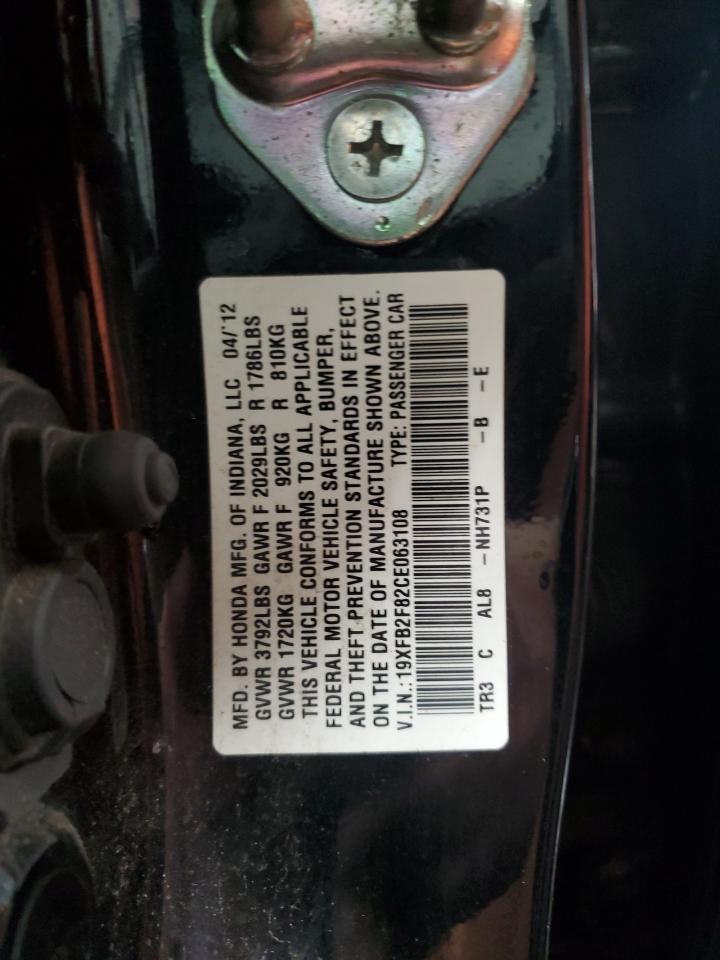 MFD. BY HONDA MFG. OF INDIANA, LLC 04/'12
GVWR 3792LBS GAWR F 2029LBS R 1786LBS
GVWR 1720KG GAWR F 920KG R 810KG
THIS VEHICLE CONFORMS TO ALL APPLICABLE
FEDERAL MOTOR VEHICLE SAFETY, BUMPER,
AND THEFT PREVENTION STANDARDS IN EFFECT
ON THE DATE OF MANUFACTURE SHOWN ABOVE.
V.I.N.: 19XFB2F82CE063108 TYPE: PASSENGER CAR
TR3 C AL8 - NH731P - B - E